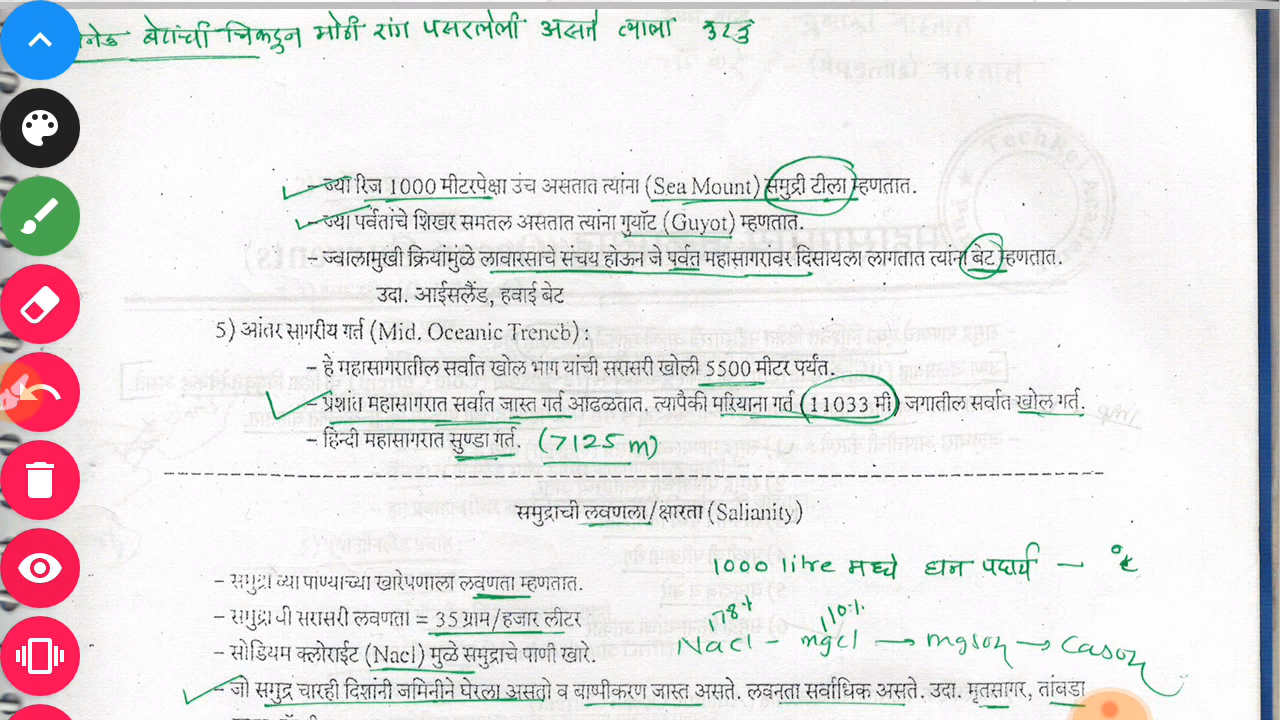 बेटांची चिकटून मोठी रांग पसरलेली असते त्याला
- ज्या रिज 1000 मीटरपेक्षा उंच असतात त्यांना (Sea Mount) समुद्री टीला म्हणतात.
- ज्या पर्वतांचे शिखर समतल असतात त्यांना गुयॉट (Guyot) म्हणतात.
- ज्वालामुखी क्रियांमुंळे लावारसाचे संचय होऊन जे पर्वत महासागरांवर दिसायला लागतात त्यांना बेट म्हणतात.
उदा. आईसलैंड, हवाई बेट
5) आंतर सागरीय गर्त (Mid. Oceanic Trencb) :
- हे महासागरातील सर्वात खोल भाग यांची सरासरी खोली 5500 मीटर पर्यंत.
- प्रशांत महासागरात सर्वात जास्त गर्त आढळतात. त्यापैकी मरियाना गर्त (11033 मी) जगातील सर्वात खोल गर्त.
- हिन्दी महासागरात सुण्डा गर्त. (7125 m)
समुद्राची लवणला/क्षारता (Salianity)
1000 litre मध्ये घन पदार्थ -
- समुद्राच्या पाण्याच्या खारेपणाला लवणता म्हणतात.
178% 110%
- समुद्राची सरासरी लवणता = 35 ग्राम/हजार लीटर
Nacl - mgcl → mgso4 → Caso4
- सोडियम क्लोराईट (Nacl) मुळे समुद्राचे पाणी खारे.
- जो समुद्र चारही दिशांनी जमिनीने घेरला असतो व बाष्पीकरण जास्त असते. लवनता सर्वाधिक असते. उदा. मृतसागर, तांबडा